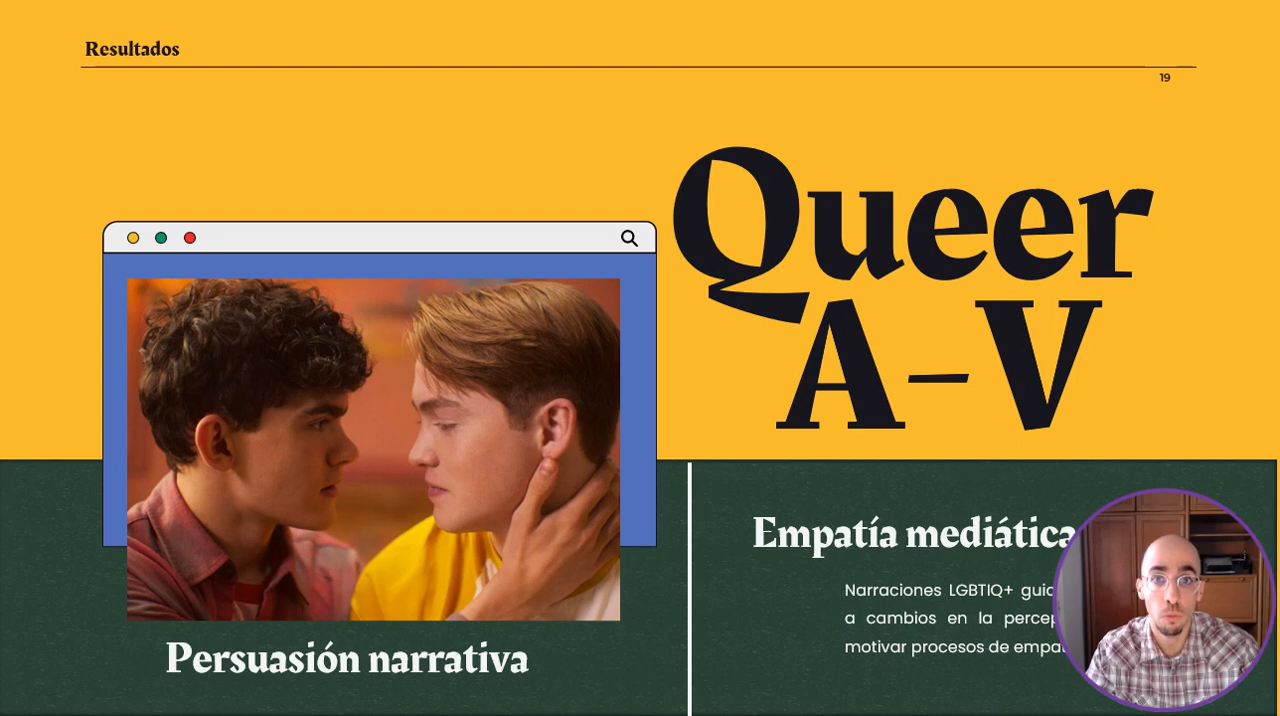 Resultados
19
Queer
A–V
Persuasión narrativa
Empatía mediática
Narraciones LGBTIQ+
a cambios en la
motivar procesos de